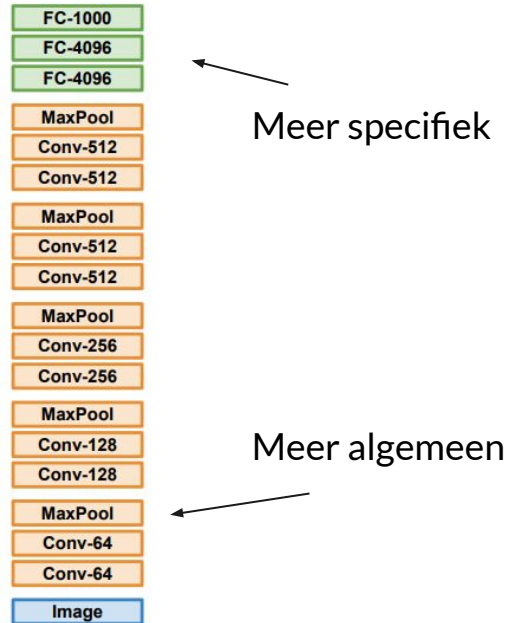 FC-1000
FC-4096
FC-4096
Meer specifiek
MaxPool
Conv-512
Conv-512
MaxPool
Conv-512
Conv-512
MaxPool
Conv-256
Conv-256
MaxPool
Conv-128
Conv-128
Meer algemeen
MaxPool
Conv-64
Conv-64
Image